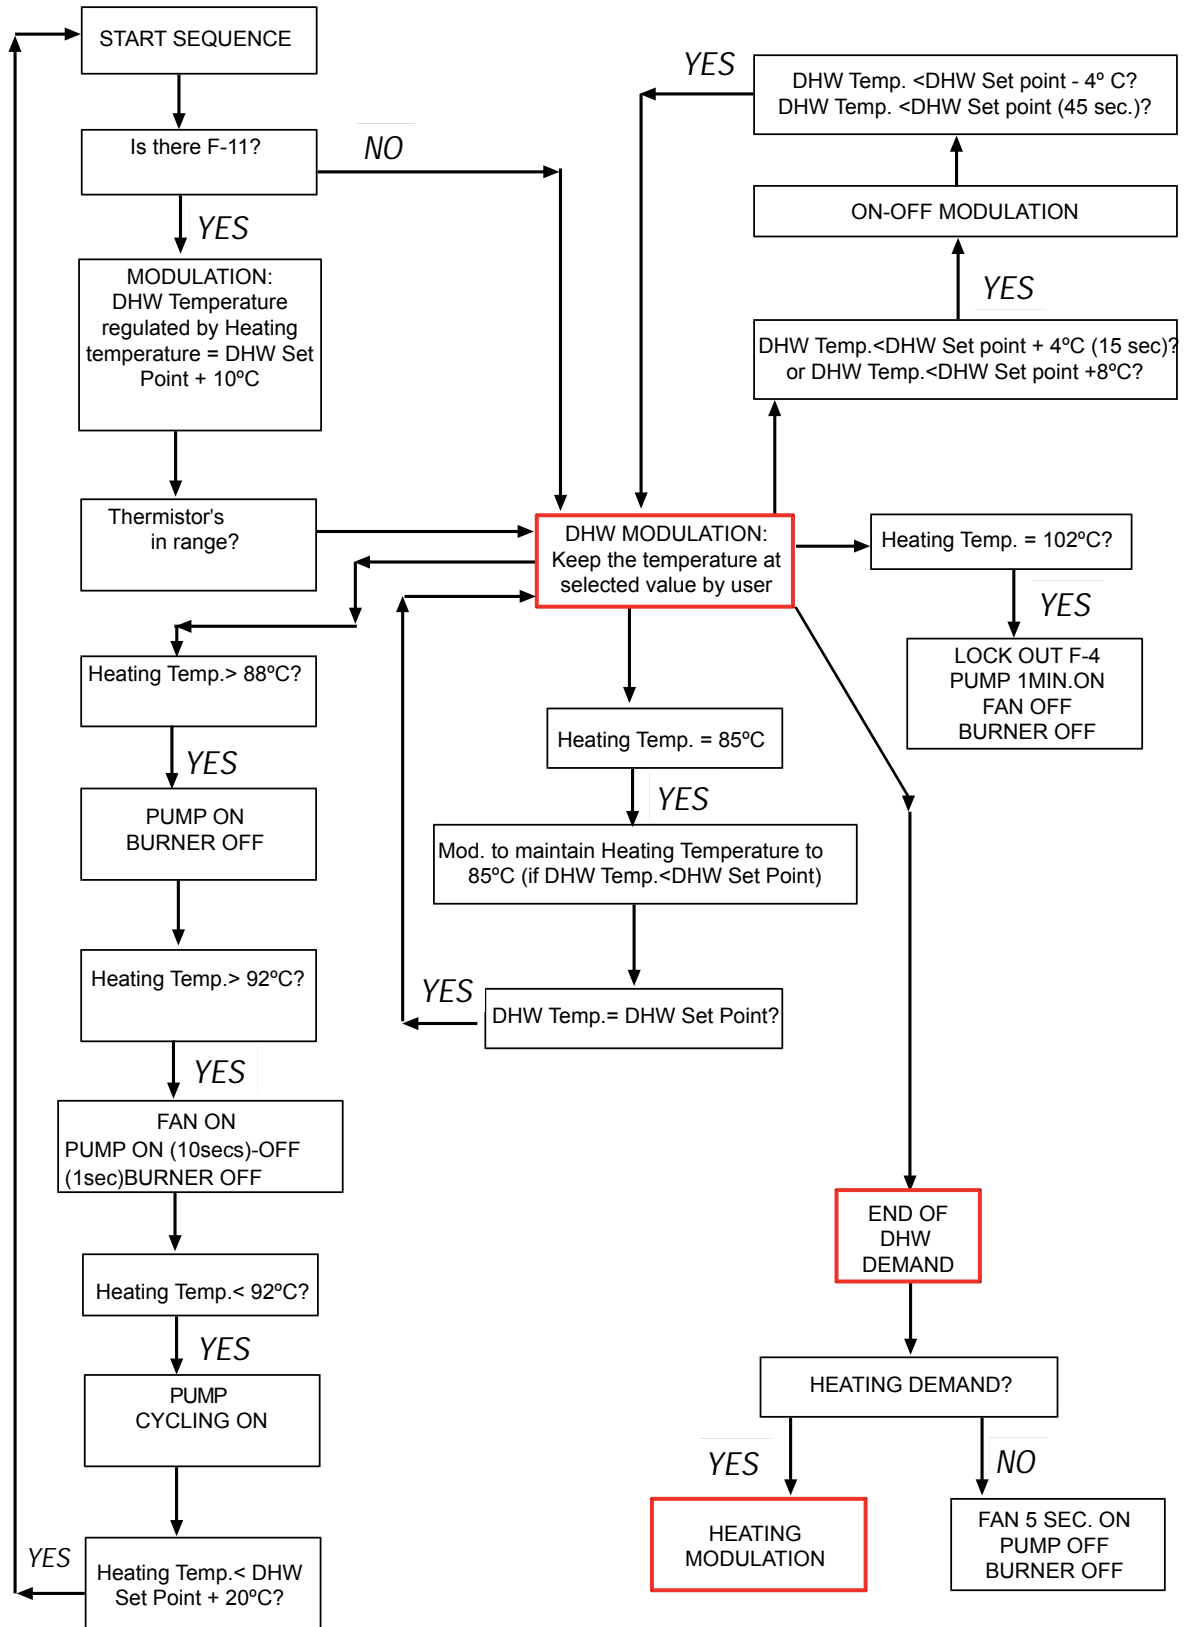 START SEQUENCE
Is there F-11?
NO
YES
MODULATION:
DHW Temperature
regulated by Heating
temperature = DHW Set
Point + 10ºC
Thermistor's
in range?
YES
DHW Temp. <DHW Set point - 4º C?
DHW Temp. <DHW Set point (45 sec.)?
ON-OFF MODULATION
YES
DHW Temp.<DHW Set point + 4ºC (15 sec)?
or DHW Temp.<DHW Set point +8ºC?
DHW MODULATION:
Keep the temperature at
selected value by user
Heating Temp. = 102ºC?
YES
LOCK OUT F-4
PUMP 1MIN.ON
FAN OFF
BURNER OFF
Heating Temp.> 88ºC?
YES
PUMP ON
BURNER OFF
Heating Temp.> 92ºC?
YES
FAN ON
PUMP ON (10secs)-OFF
(1sec)BURNER OFF
Heating Temp.< 92ºC?
YES
PUMP
CYCLING ON
YES
Heating Temp.< DHW
Set Point + 20ºC?
Heating Temp. = 85ºC
YES
Mod. to maintain Heating Temperature to
85ºC (if DHW Temp.<DHW Set Point)
YES
DHW Temp.= DHW Set Point?
END OF
DHW
DEMAND
HEATING DEMAND?
YES
NO
HEATING
MODULATION
FAN 5 SEC. ON
PUMP OFF
BURNER OFF